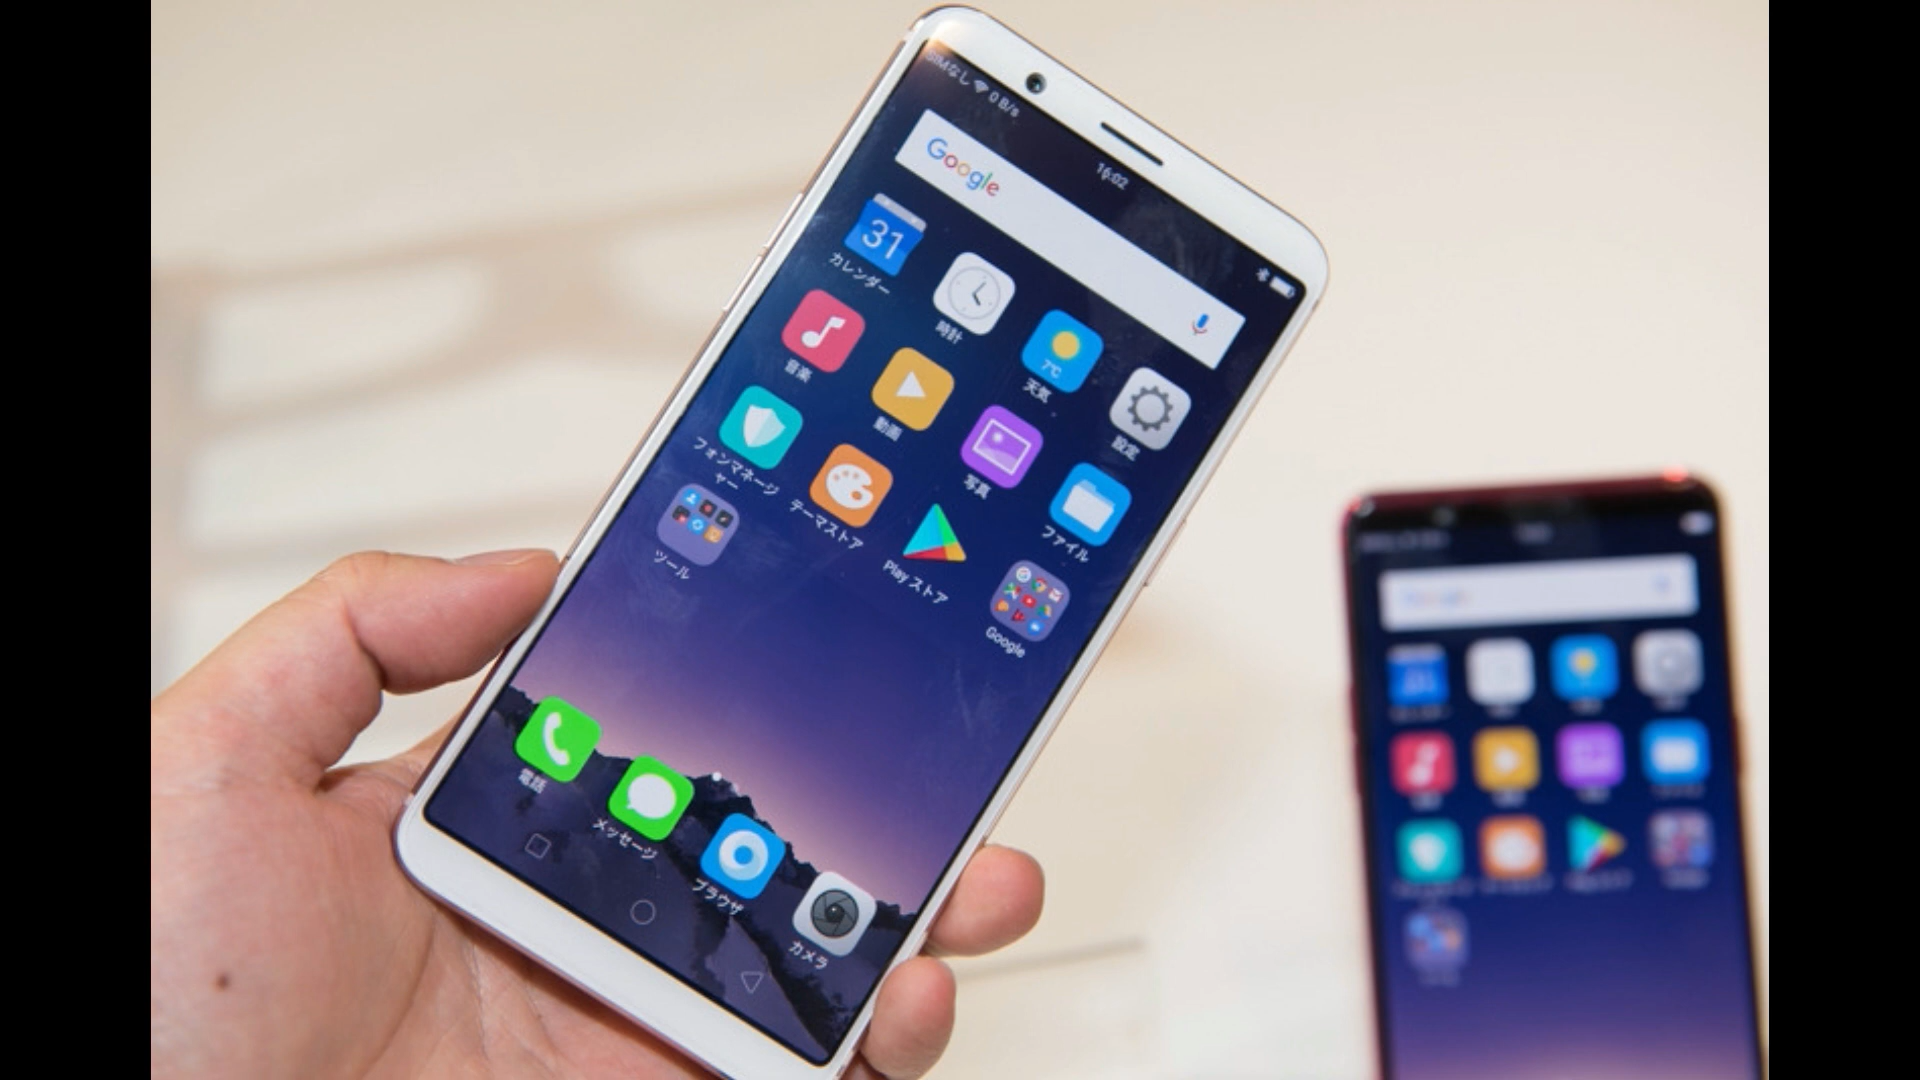 SIMなし 0 B/s 16:02
Google
31
カレンダー
時計
7℃
天気
設定
音楽
動画
写真
ファイル
フォンマネージ
ャー
テーマストア
Play ストア
Google
ツール
電話
メッセージ
ブラウザ
カメラ